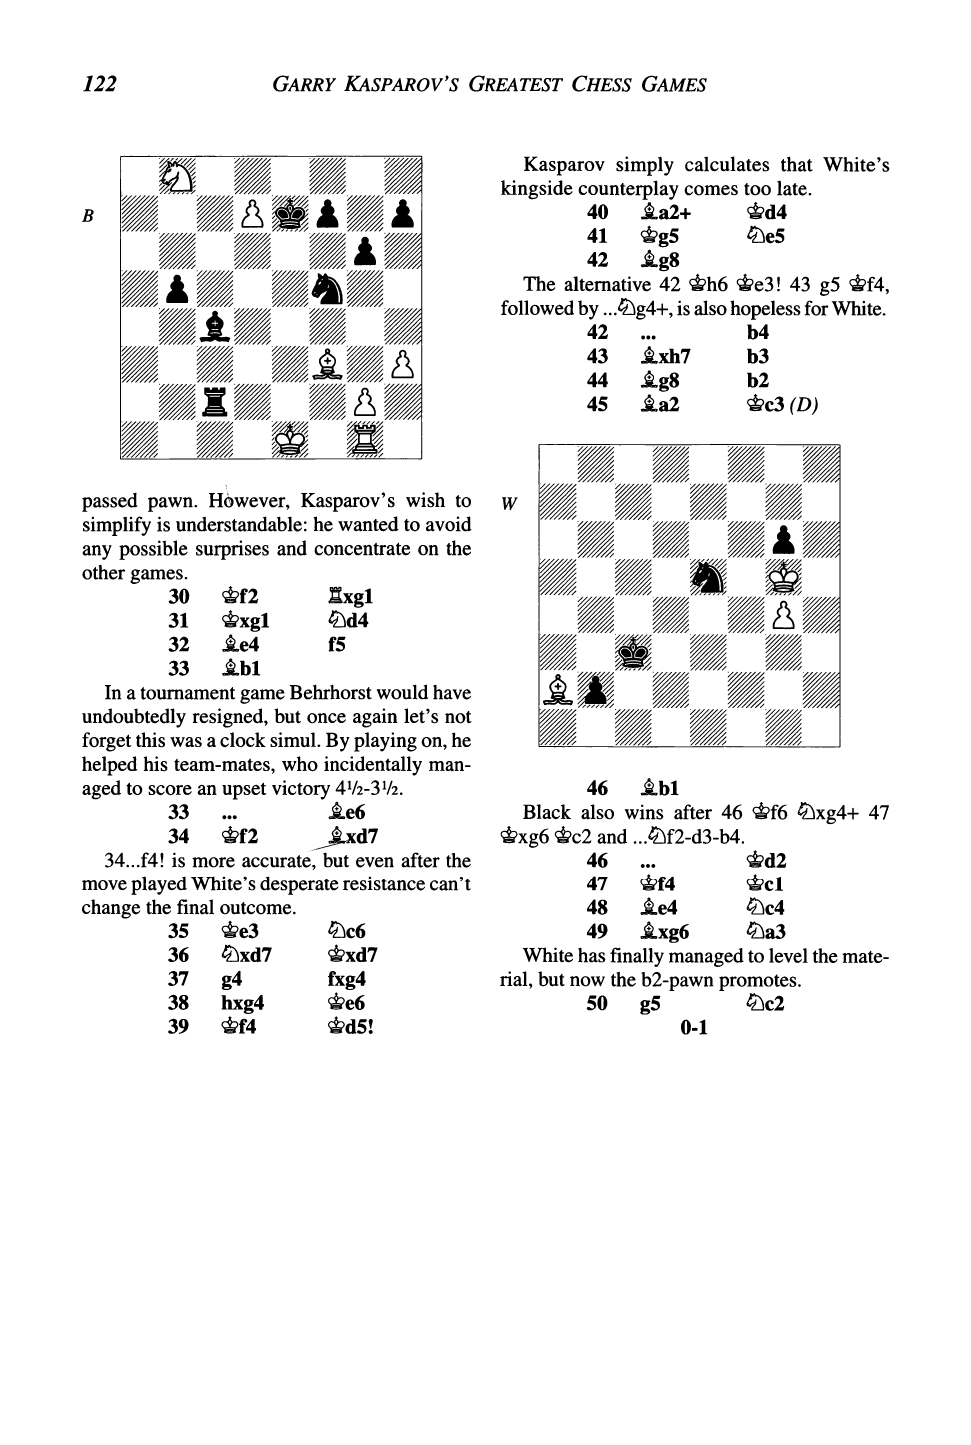 122
GARRY KASPAROV'S GREATEST CHESS GAMES
B
passed pawn. However, Kasparov's wish to
simplify is understandable: he wanted to avoid
any possible surprises and concentrate on the
other games.
30 ♔f2 ♖xg1
31 ♔xg1 ♘d4
32 ♗e4 f5
33 ♗b1
In a tournament game Behrhorst would have
undoubtedly resigned, but once again let's not
forget this was a clock simul. By playing on, he
helped his team-mates, who incidentally man-
aged to score an upset victory 4½-3½.
33 ... ♗e6
34 ♔f2 ♗xd7
34...f4! is more accurate, but even after the
move played White's desperate resistance can't
change the final outcome.
35 ♔e3 ♘c6
36 ♘xd7 ♔xd7
37 g4 fxg4
38 hxg4 ♔e6
39 ♔f4 ♔d5!
Kasparov simply calculates that White's
kingside counterplay comes too late.
40 ♗a2+ ♔d4
41 ♔g5 ♘e5
42 ♗g8
The alternative 42 ♔h6 ♔e3! 43 g5 ♔f4,
followed by ...♘g4+, is also hopeless for White.
42 ... b4
43 ♗xh7 b3
44 ♗g8 b2
45 ♗a2 ♔c3 (D)
W
46 ♗b1
Black also wins after 46 ♔f6 ♘xg4+ 47
♔xg6 ♔c2 and ...♘f2-d3-b4.
46 ... ♔d2
47 ♔f4 ♔c1
48 ♗e4 ♘c4
49 ♗xg6 ♘a3
White has finally managed to level the mate-
rial, but now the b2-pawn promotes.
50 g5 ♘c2
0-1